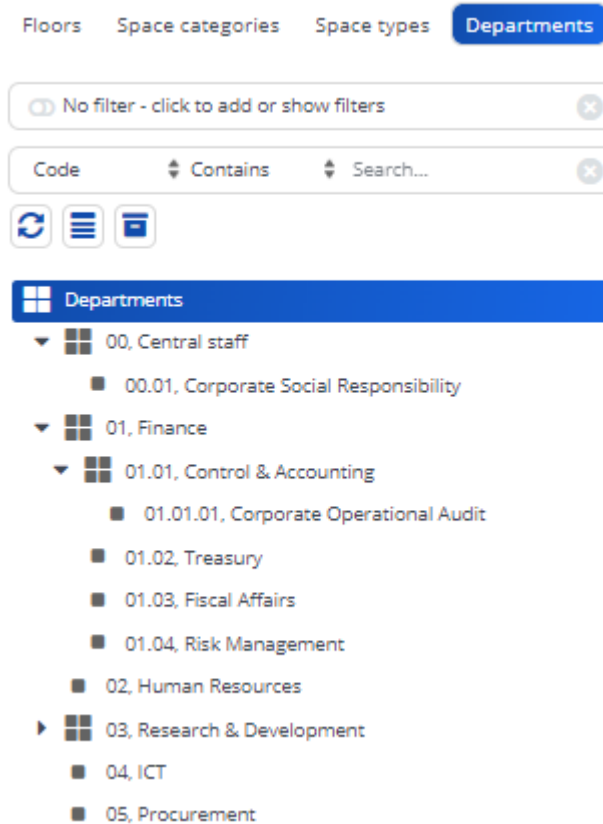 Floors Space categories Space types Departments
No filter - click to add or show filters
Code Contains Search...
Departments
00, Central staff
00.01, Corporate Social Responsibility
01, Finance
01.01, Control & Accounting
01.01.01, Corporate Operational Audit
01.02, Treasury
01.03, Fiscal Affairs
01.04, Risk Management
02, Human Resources
03, Research & Development
04, ICT
05, Procurement